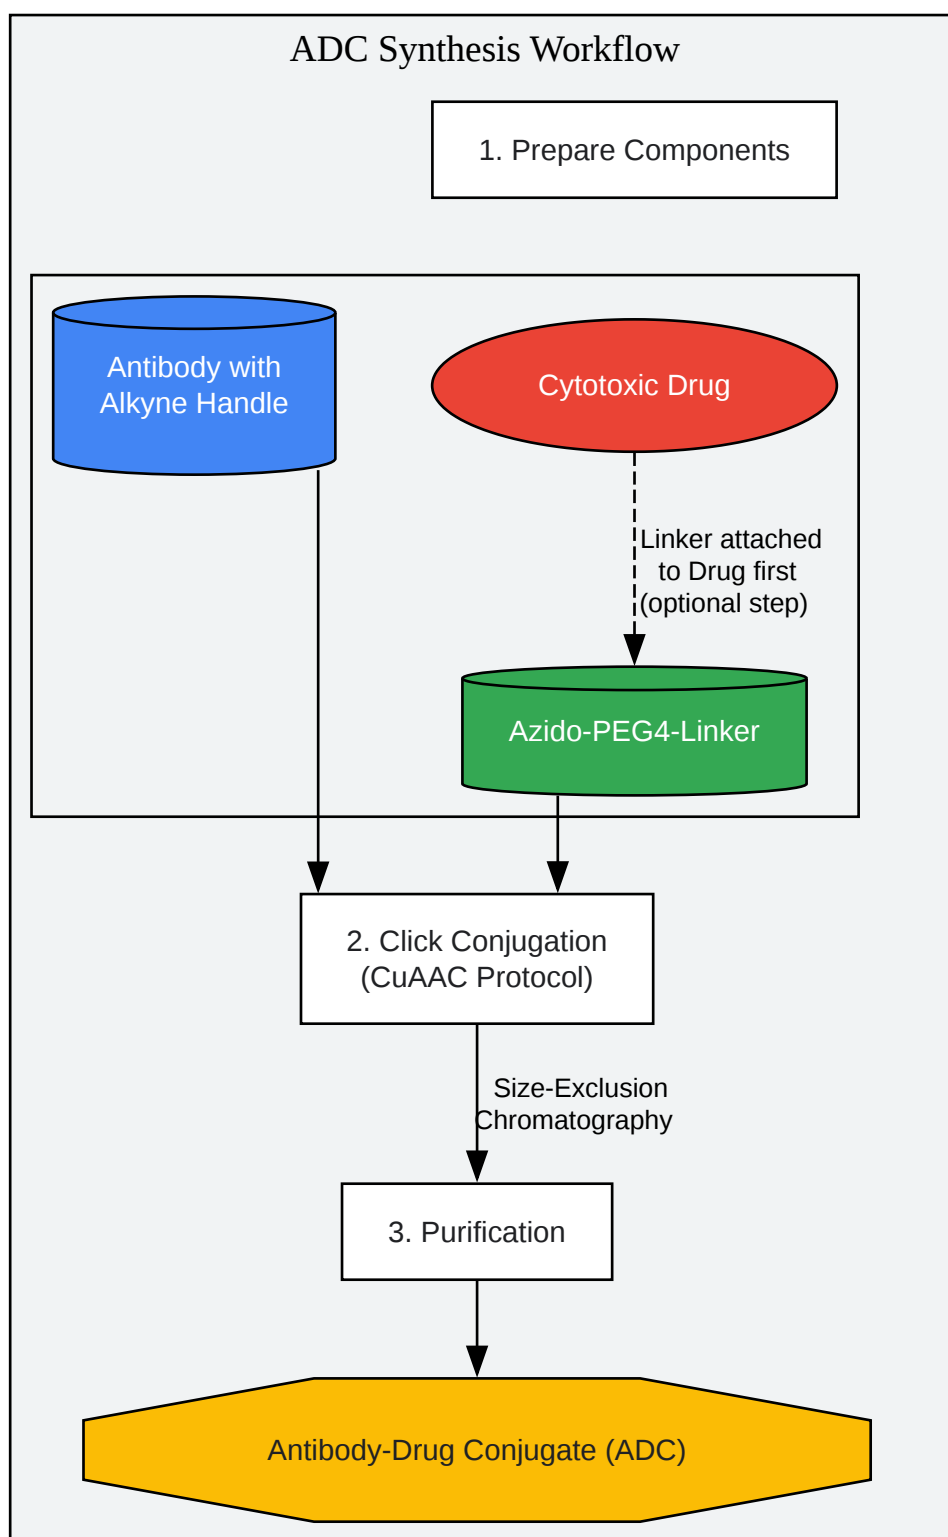 ADC Synthesis Workflow
1. Prepare Components
Antibody with
Alkyne Handle
Cytotoxic Drug
Linker attached
to Drug first
(optional step)
Azido-PEG4-Linker
2. Click Conjugation
(CuAAC Protocol)
Size-Exclusion
Chromatography
3. Purification
Antibody-Drug Conjugate (ADC)